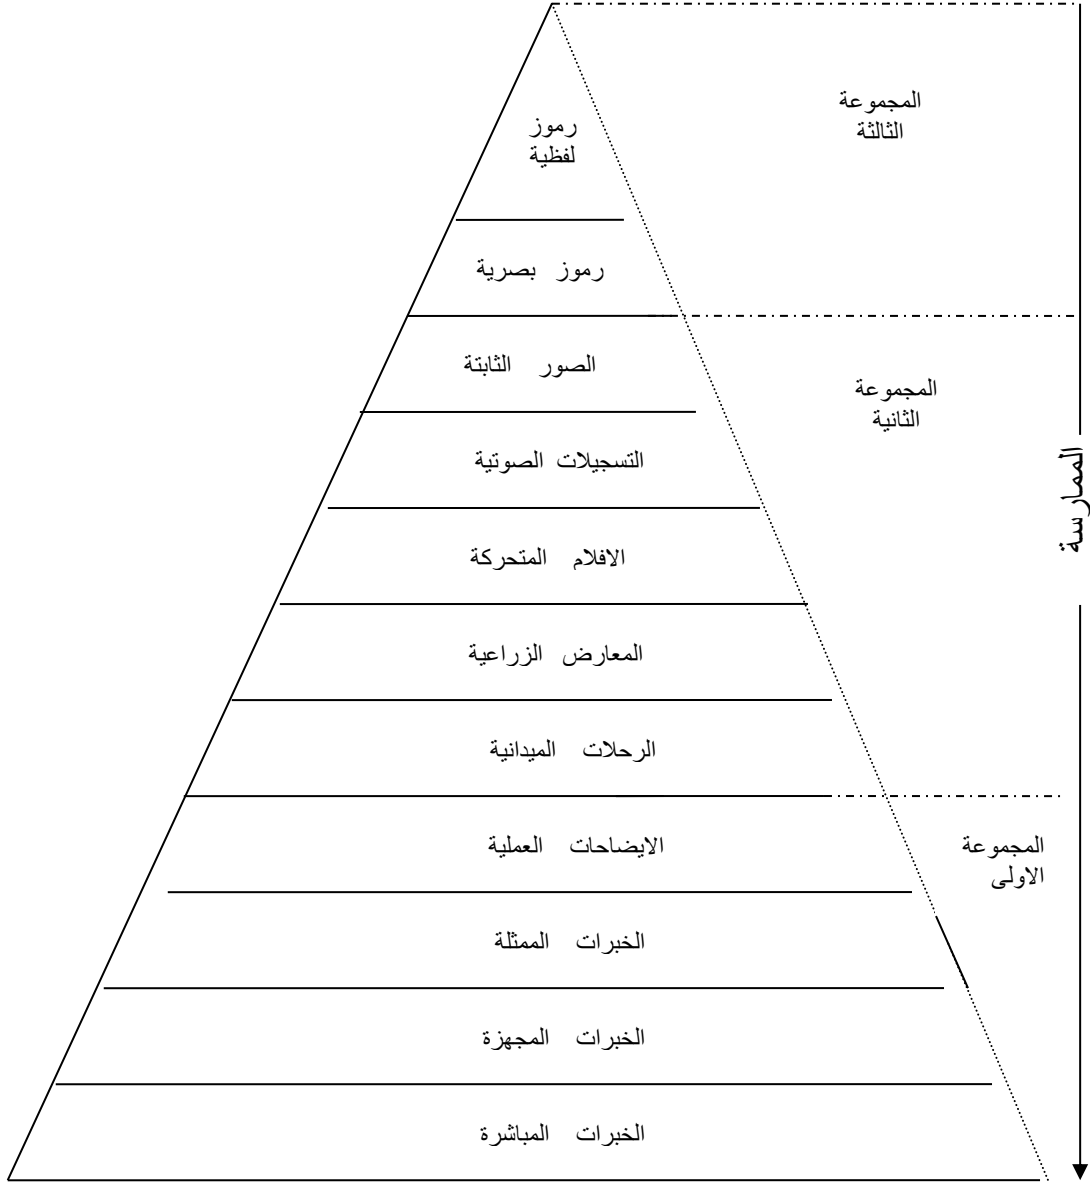 رموز
لفظية
المجموعة
الثالثة
رموز بصرية
الصور الثابتة
المجموعة
الثانية
التسجيلات الصوتية
الممارسة
الافلام المتحركة
المعارض الزراعية
الرحلات الميدانية
الايضاحات العملية
المجموعة
الاولى
الخبرات الممثلة
الخبرات المجهزة
الخبرات المباشرة